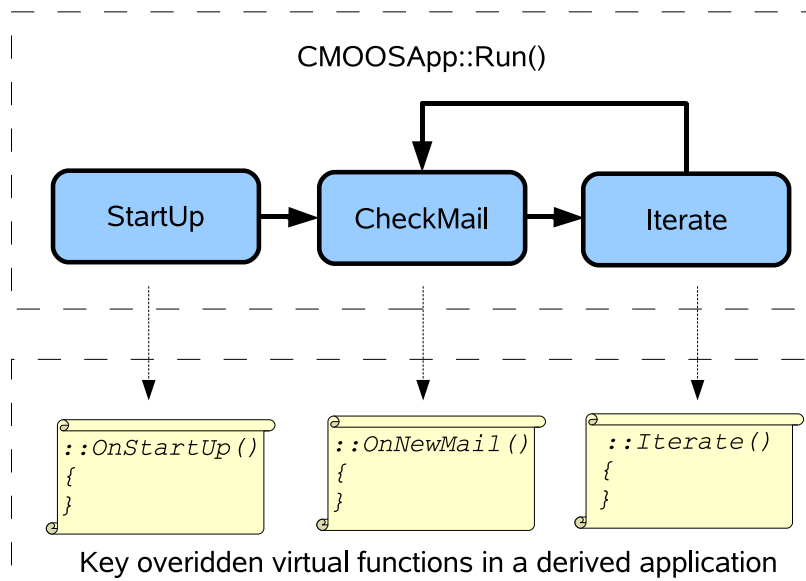 CMOOSApp::Run()
StartUp
CheckMail
Iterate
::OnStartUp()
{
}
::OnNewMail()
{
}
::Iterate()
{
}
Key overidden virtual functions in a derived application